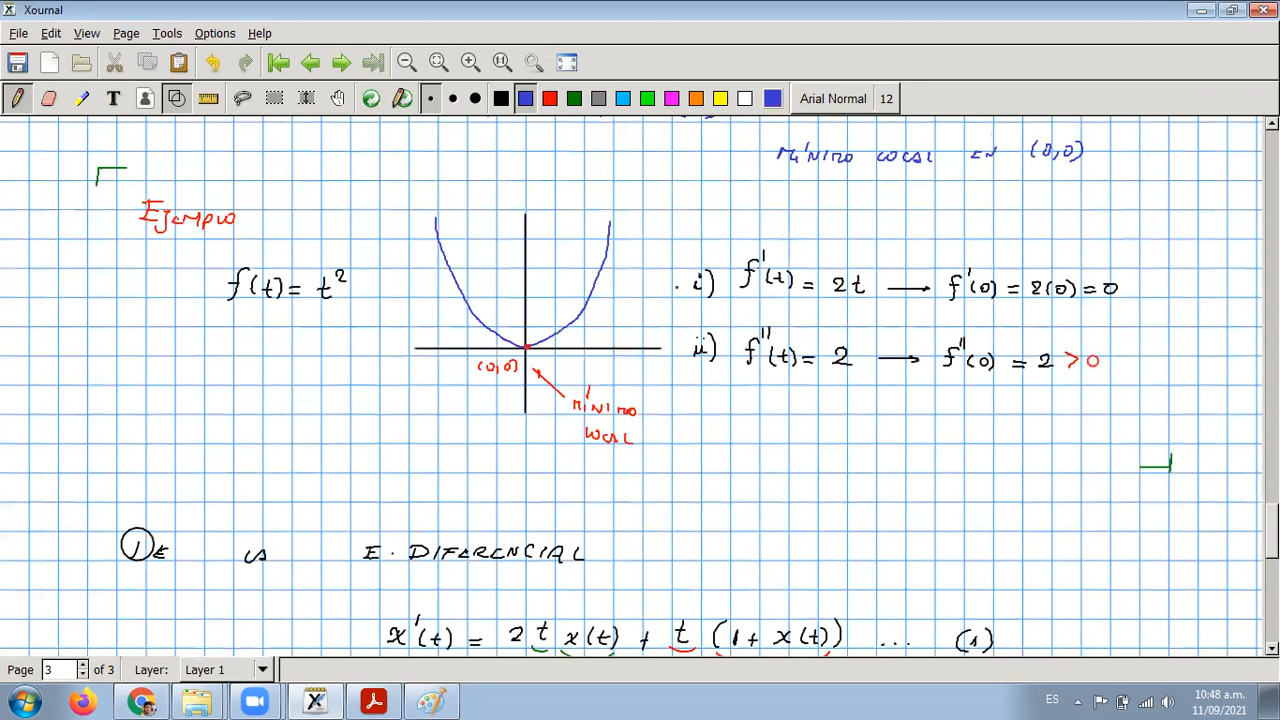 Xournal
File Edit View Page Tools Options Help
Arial Normal 12
MíNIMO LOCAL EN (0,0)
Ejemplo
f(t) = t²
i) f'(t) = 2t → f'(0) = 2(0) = 0
ii) f''(t) = 2 → f''(0) = 2 > 0
(0,0)
MíNIMO
LOCAL
① E. DIFERENCIAL
x'(t) = 2 t x(t) + t (1 + x(t)) ... (1)
Page 3 of 3 Layer: Layer 1
ES 10:48 a.m.
11/09/2021